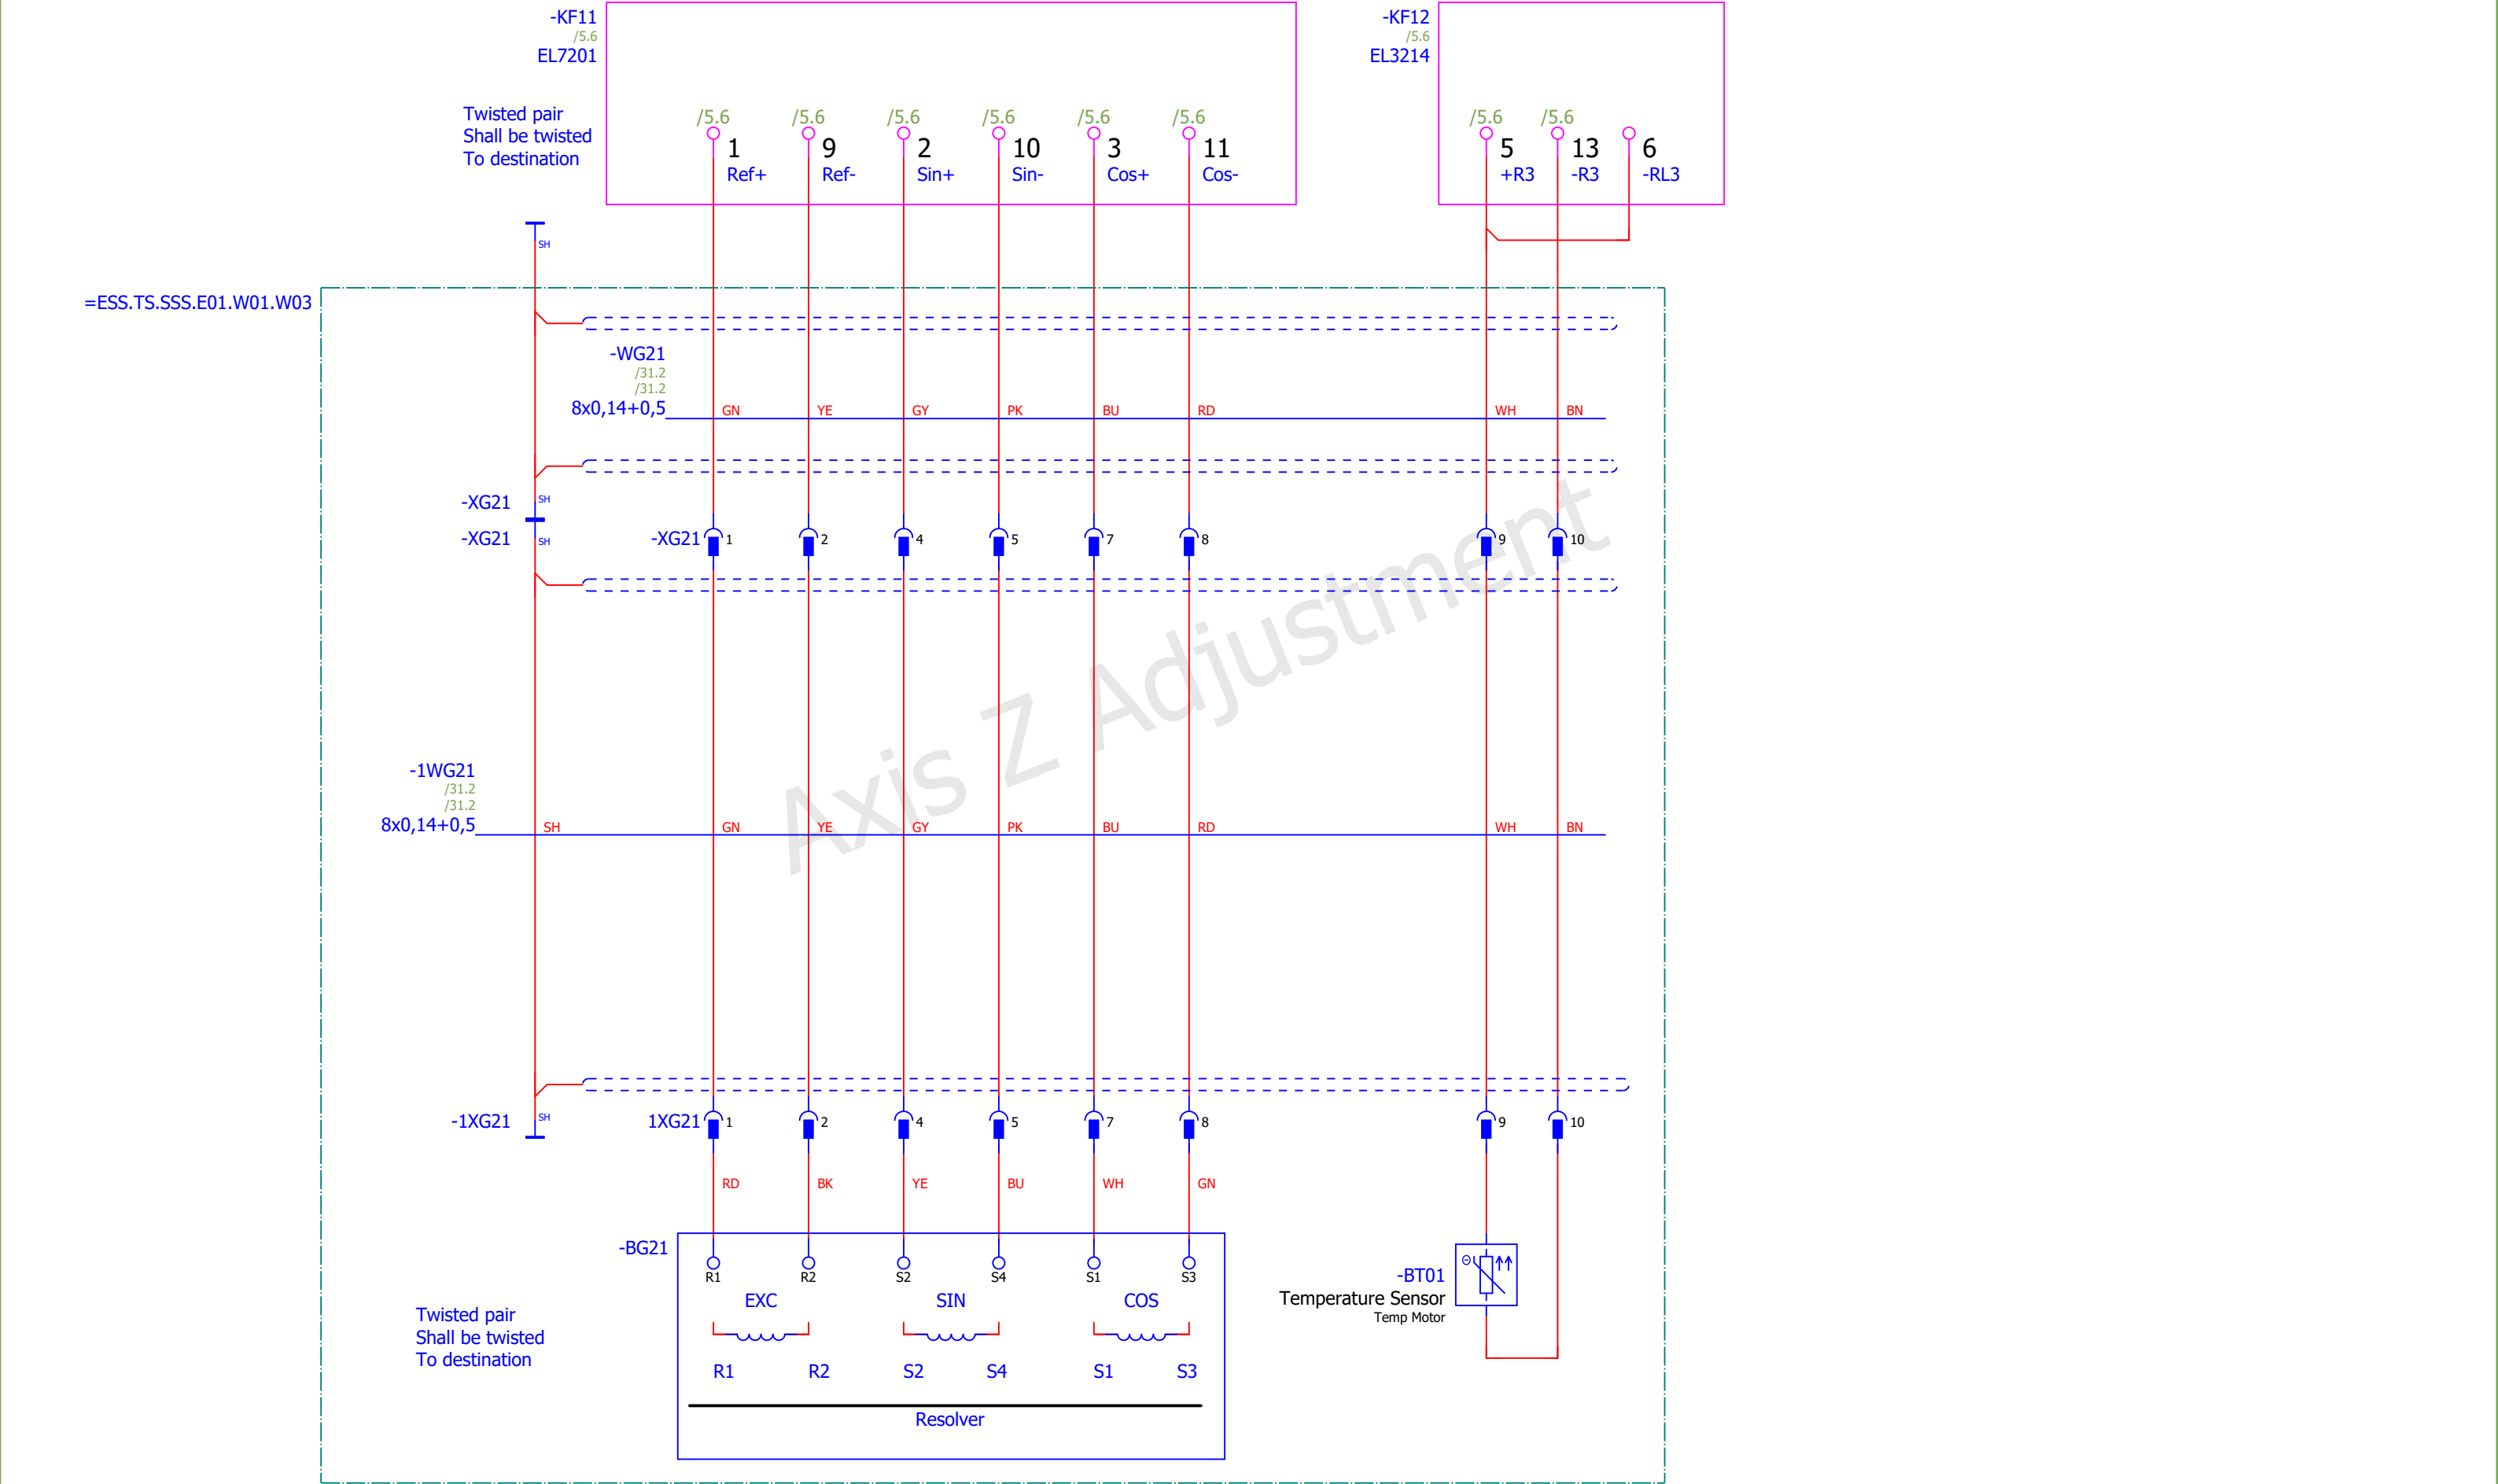 -KF11
/5.6
EL7201
-KF12
/5.6
EL3214
Twisted pair
Shall be twisted
To destination
/5.6 /5.6 /5.6 /5.6 /5.6 /5.6 /5.6 /5.6
1 9 2 10 3 11 5 13 6
Ref+ Ref- Sin+ Sin- Cos+ Cos- +R3 -R3 -RL3
SH
=ESS.TS.SSS.E01.W01.W03
-WG21
/31.2
/31.2
8x0,14+0,5
GN YE GY PK BU RD WH BN
-XG21 SH
-XG21 SH
-XG21 1 2 4 5 7 8 9 10
Axis Z Adjustment
-1WG21
/31.2
/31.2
8x0,14+0,5
SH GN YE GY PK BU RD WH BN
-1XG21 SH
1XG21 1 2 4 5 7 8 9 10
RD BK YE BU WH GN
-BG21
R1 R2 S2 S4 S1 S3
EXC SIN COS
R1 R2 S2 S4 S1 S3
Resolver
Θ
-BT01
Temperature Sensor
Temp Motor
Twisted pair
Shall be twisted
To destination